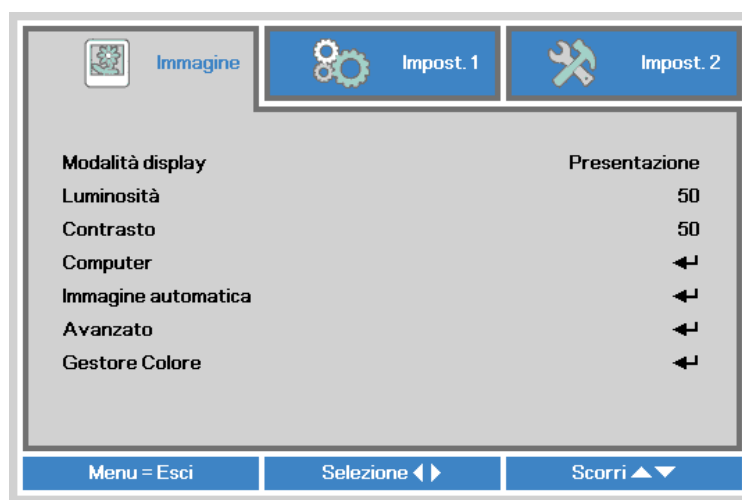 Immagine Impost. 1 Impost. 2
Modalità display Presentazione
Luminosità 50
Contrasto 50
Computer
Immagine automatica
Avanzato
Gestore Colore
Menu = Esci Selezione Scorri